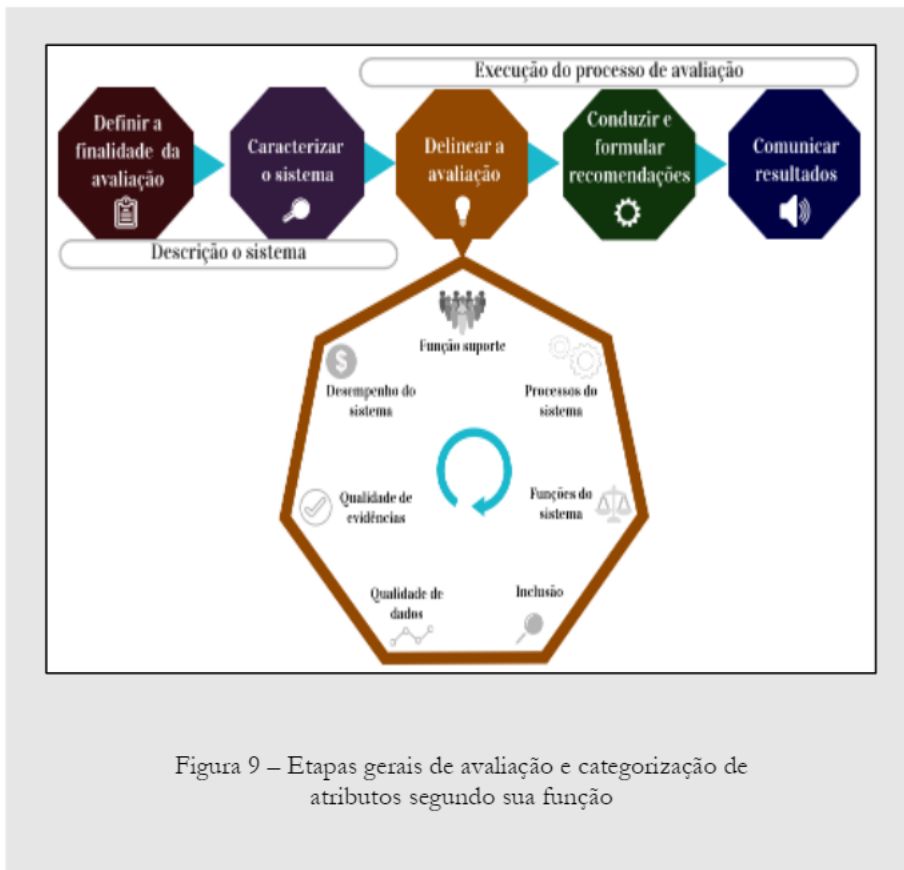 Execução do processo de avaliação
Definir a
finalidade da
avaliação
Caracterizar
o sistema
Delinear a
avaliação
Conduzir e
formular
recomendações
Comunicar
resultados
Descrição o sistema
Função suporte
Desempenho do
sistema
Processos do
sistema
Qualidade de
evidências
Funções do
sistema
Qualidade de
dados
Inclusão
Figura 9 – Etapas gerais de avaliação e categorização de
atributos segundo sua função